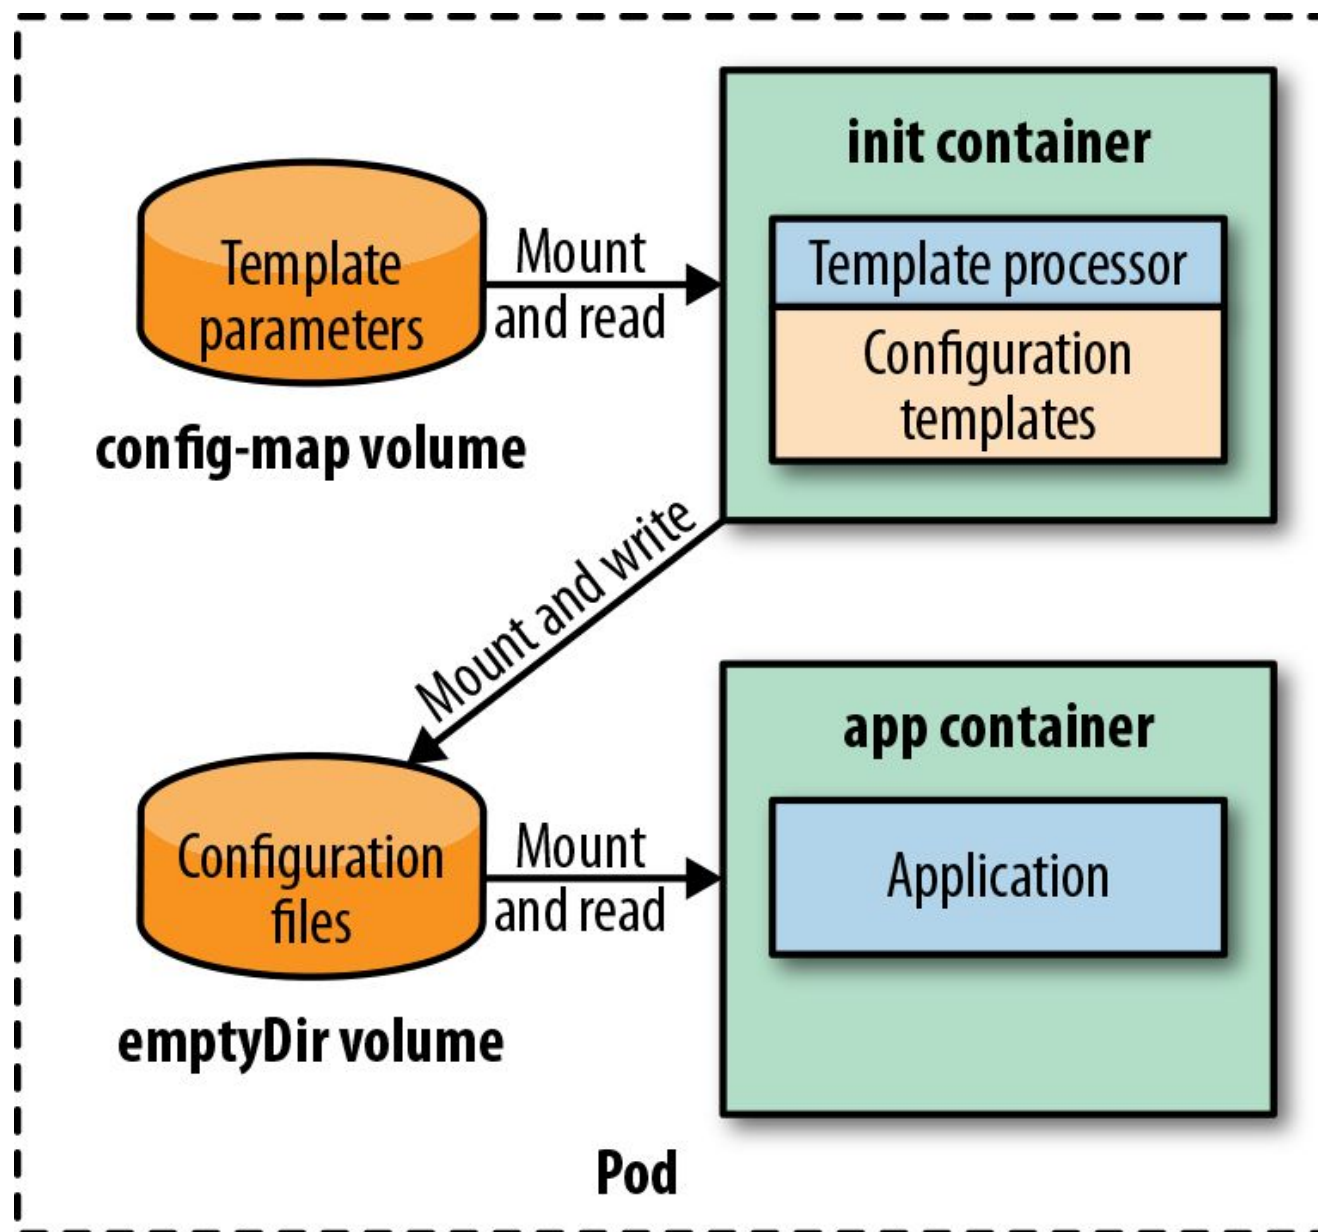 init container
Template processor
Configuration
templates
Template
parameters
config-map volume
Mount
and read
Mount and write
Configuration
files
emptyDir volume
Mount
and read
app container
Application
Pod